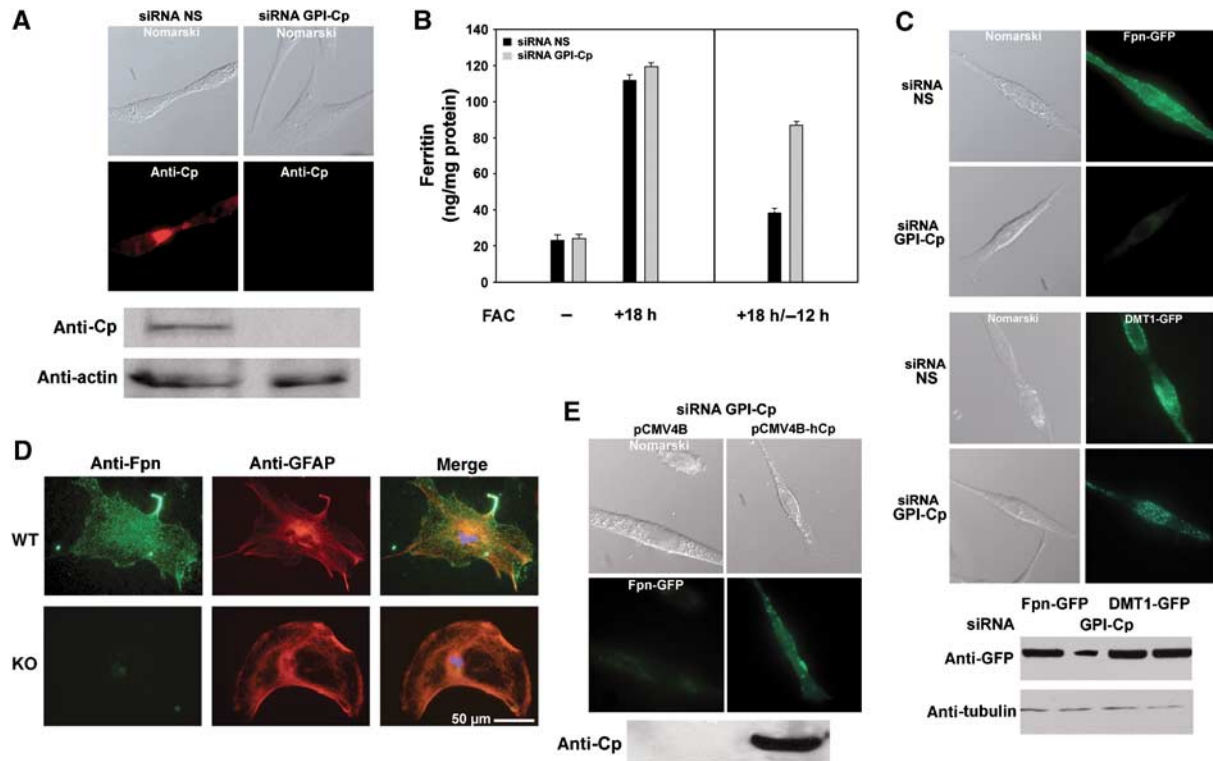 A
siRNA NS siRNA GPI-Cp
Nomarski Nomarski
Anti-Cp Anti-Cp
Anti-Cp
Anti-actin
B
siRNA NS
siRNA GPI-Cp
Ferritin
(ng/mg protein)
140
120
100
80
60
40
20
0
FAC – +18 h +18 h/–12 h
C
Nomarski Fpn-GFP
siRNA
NS
siRNA
GPI-Cp
Nomarski DMT1-GFP
siRNA
NS
siRNA
GPI-Cp
Fpn-GFP DMT1-GFP
siRNA GPI-Cp
Anti-GFP
Anti-tubulin
D
Anti-Fpn Anti-GFAP Merge
WT
KO
50 μm
E
siRNA GPI-Cp
pCMV4B pCMV4B-hCp
Nomarski
Fpn-GFP
Anti-Cp